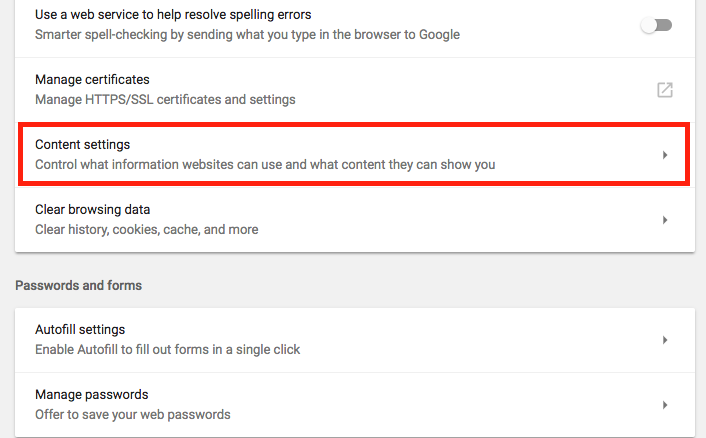 Use a web service to help resolve spelling errors
Smarter spell-checking by sending what you type in the browser to Google
Manage certificates
Manage HTTPS/SSL certificates and settings
Content settings
Control what information websites can use and what content they can show you
Clear browsing data
Clear history, cookies, cache, and more
Passwords and forms
Autofill settings
Enable Autofill to fill out forms in a single click
Manage passwords
Offer to save your web passwords